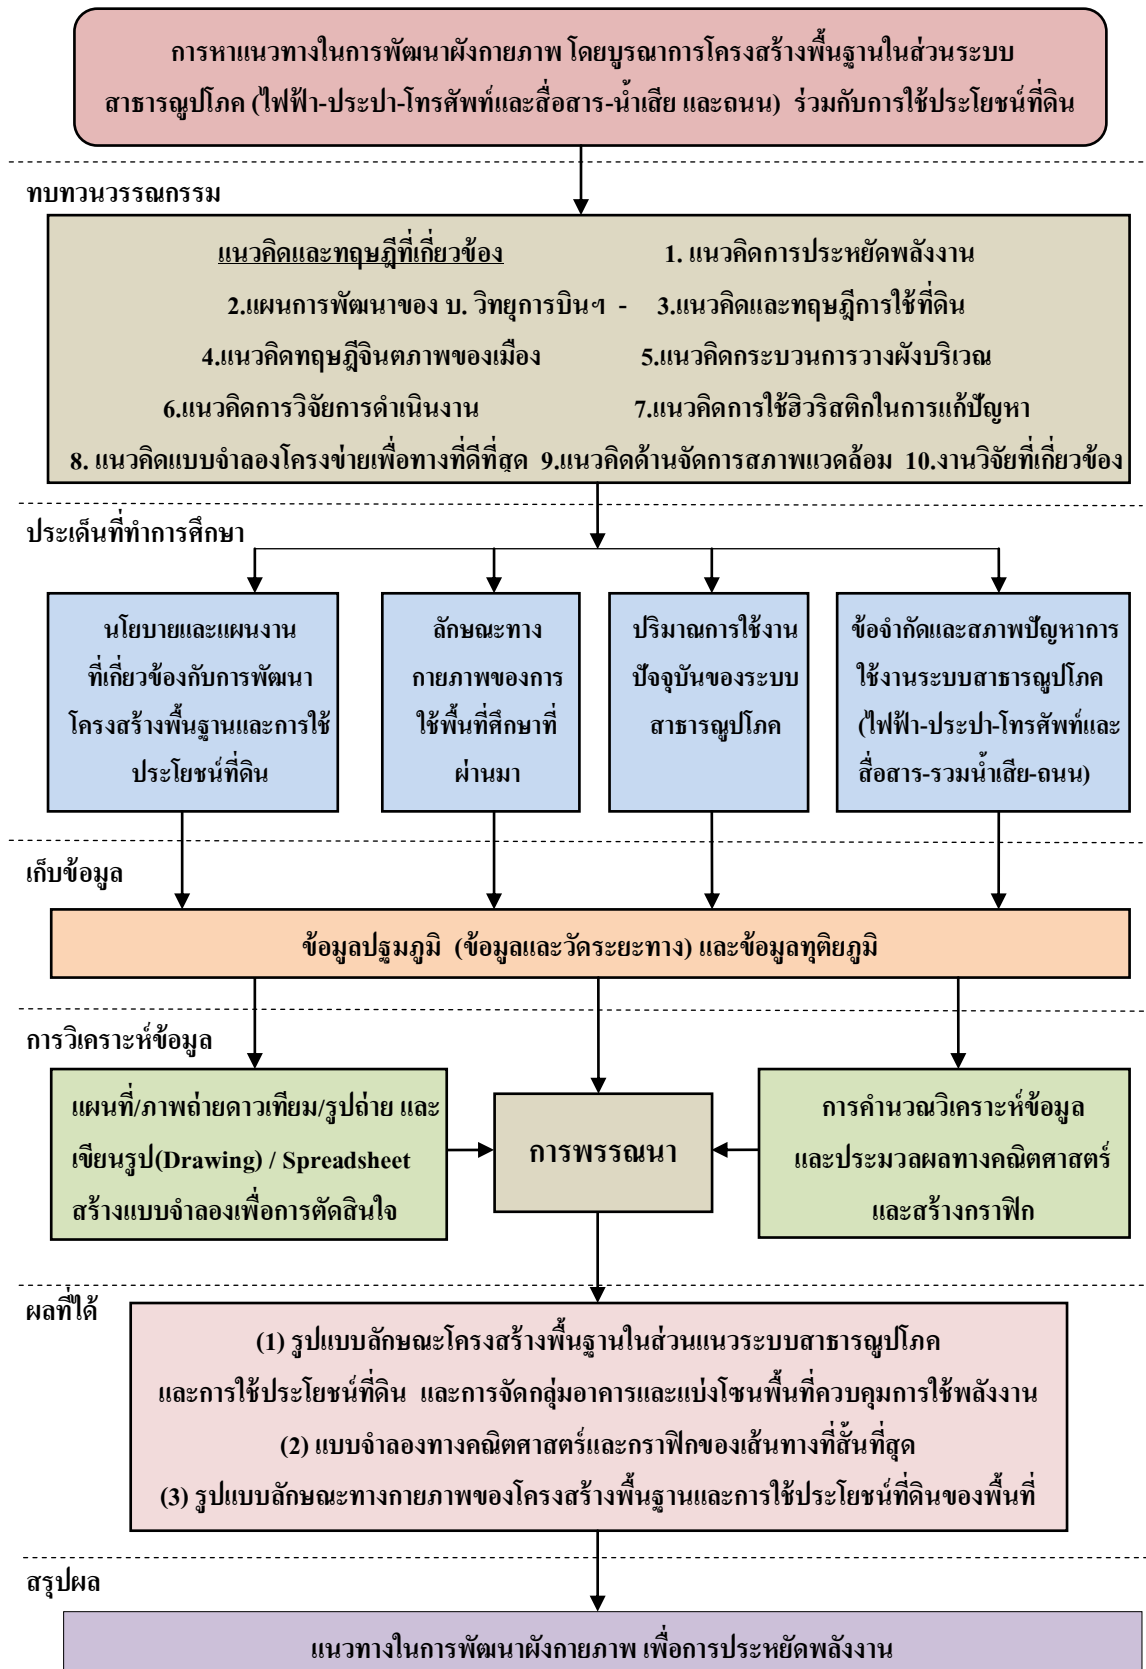 การหาแนวทางในการพัฒนาผังกายภาพ โดยบูรณาการโครงสร้างพื้นฐานในส่วนระบบ
สาธารณูปโภค (ไฟฟ้า-ประปา-โทรศัพท์และสื่อสาร-น้ำเสีย และถนน) ร่วมกับการใช้ประโยชน์ที่ดิน
ทบทวนวรรณกรรม
แนวคิดและทฤษฎีที่เกี่ยวข้อง 1. แนวคิดการประหยัดพลังงาน
2.แผนการพัฒนาของ บ. วิทยุการบินฯ - 3.แนวคิดและทฤษฎีการใช้ที่ดิน
4.แนวคิดทฤษฎีจินตภาพของเมือง 5.แนวคิดกระบวนการวางผังบริเวณ
6.แนวคิดการวิจัยการดำเนินงาน 7.แนวคิดการใช้ฮิวริสติกในการแก้ปัญหา
8. แนวคิดแบบจำลองโครงข่ายเพื่อทางที่ดีที่สุด 9.แนวคิดด้านจัดการสภาพแวดล้อม 10.งานวิจัยที่เกี่ยวข้อง
ประเด็นที่ทำการศึกษา
นโยบายและแผนงาน
ที่เกี่ยวข้องกับการพัฒนา
โครงสร้างพื้นฐานและการใช้
ประโยชน์ที่ดิน
ลักษณะทาง
กายภาพของการ
ใช้พื้นที่ศึกษาที่
ผ่านมา
ปริมาณการใช้งาน
ปัจจุบันของระบบ
สาธารณูปโภค
ข้อจำกัดและสภาพปัญหาการ
ใช้งานระบบสาธารณูปโภค
(ไฟฟ้า-ประปา-โทรศัพท์และ
สื่อสาร-รวมน้ำเสีย-ถนน)
เก็บข้อมูล
ข้อมูลปฐมภูมิ (ข้อมูลและวัดระยะทาง) และข้อมูลทุติยภูมิ
การวิเคราะห์ข้อมูล
แผนที่/ภาพถ่ายดาวเทียม/รูปถ่าย และ
เขียนรูป(Drawing) / Spreadsheet
สร้างแบบจำลองเพื่อการตัดสินใจ
การพรรณนา
การคำนวณวิเคราะห์ข้อมูล
และประมวลผลทางคณิตศาสตร์
และสร้างกราฟิก
ผลที่ได้
(1) รูปแบบลักษณะโครงสร้างพื้นฐานในส่วนแนวระบบสาธารณูปโภค
และการใช้ประโยชน์ที่ดิน และการจัดกลุ่มอาคารและแบ่งโซนพื้นที่ควบคุมการใช้พลังงาน
(2) แบบจำลองทางคณิตศาสตร์และกราฟิกของเส้นทางที่สั้นที่สุด
(3) รูปแบบลักษณะทางกายภาพของโครงสร้างพื้นฐานและการใช้ประโยชน์ที่ดินของพื้นที่
สรุปผล
แนวทางในการพัฒนาผังกายภาพ เพื่อการประหยัดพลังงาน